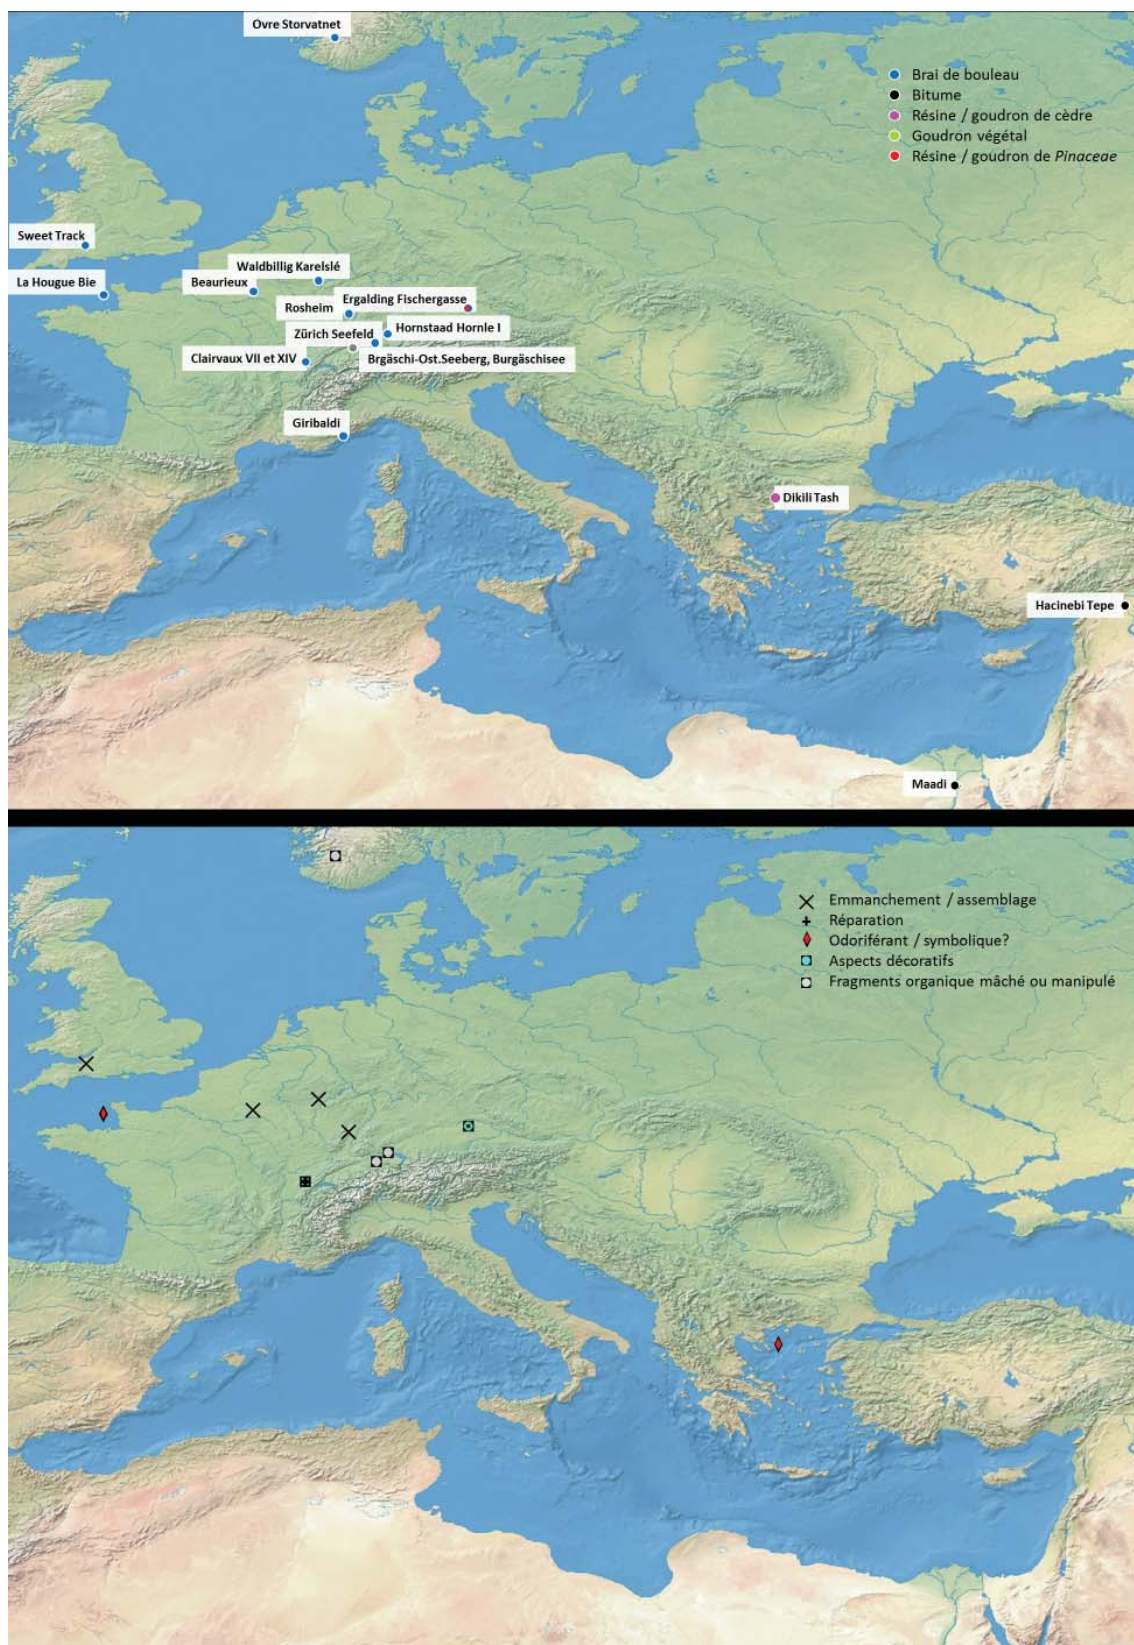 Ovre Storvatnet
Brai de bouleau
Bitume
Résine / goudron de cèdre
Goudron végétal
Résine / goudron de Pinaceae
Sweet Track
Waldbillig Karelslé
La Hougue Bie
Beaurieux
Ergalding Fischergasse
Rosheim
Hornstaad Hornle I
Zürich Seefeld
Clairvaux VII et XIV
Brgäschi-Ost.Seeberg, Burgäschisee
Giribaldi
Dikili Tash
Hacinebi Tepe
Maadi
Emmanchement / assemblage
Réparation
Odoriférant / symbolique?
Aspects décoratifs
Fragments organique mâché ou manipulé